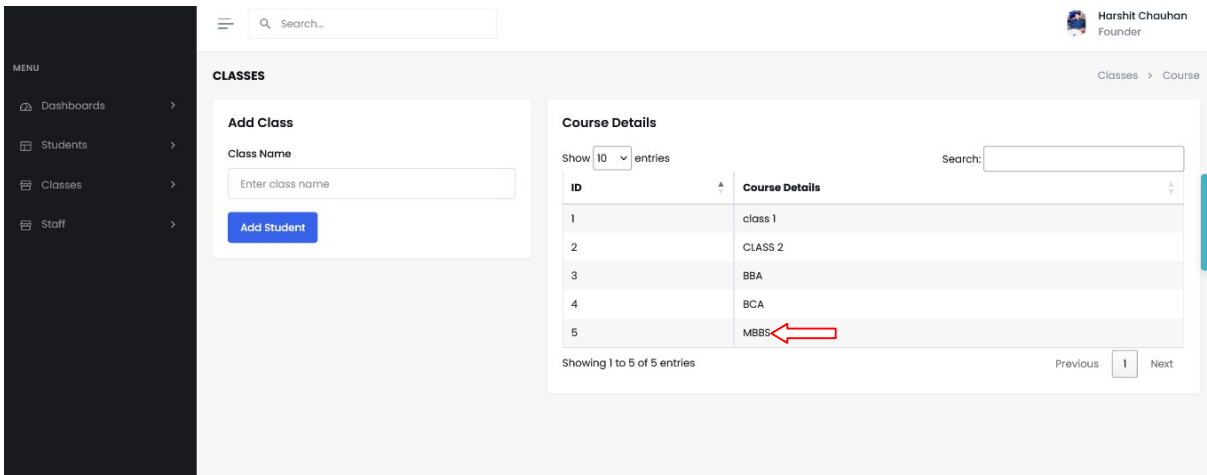 Search...
Harshit Chauhan
Founder
MENU
Dashboards
Students
Classes
Staff
CLASSES
Classes > Course
Add Class
Class Name
Enter class name
Add Student
Course Details
Show 10 entries
Search:
ID Course Details
1 class 1
2 CLASS 2
3 BBA
4 BCA
5 MBBS
Showing 1 to 5 of 5 entries
Previous 1 Next